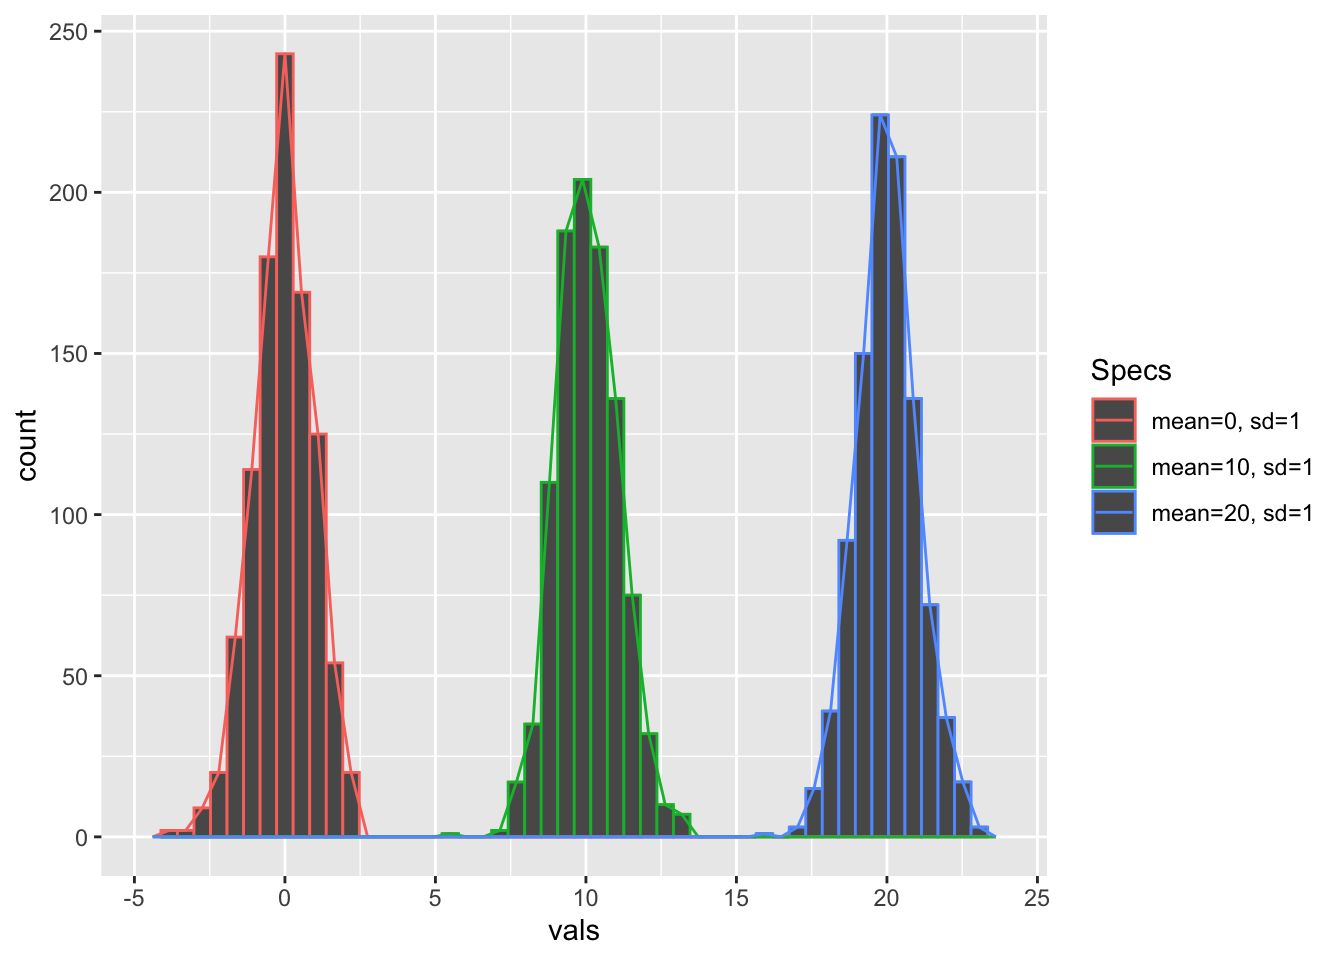 250
200
150
100
50
0
count
-5 0 5 10 15 20 25
vals
Specs
mean=0, sd=1
mean=10, sd=1
mean=20, sd=1